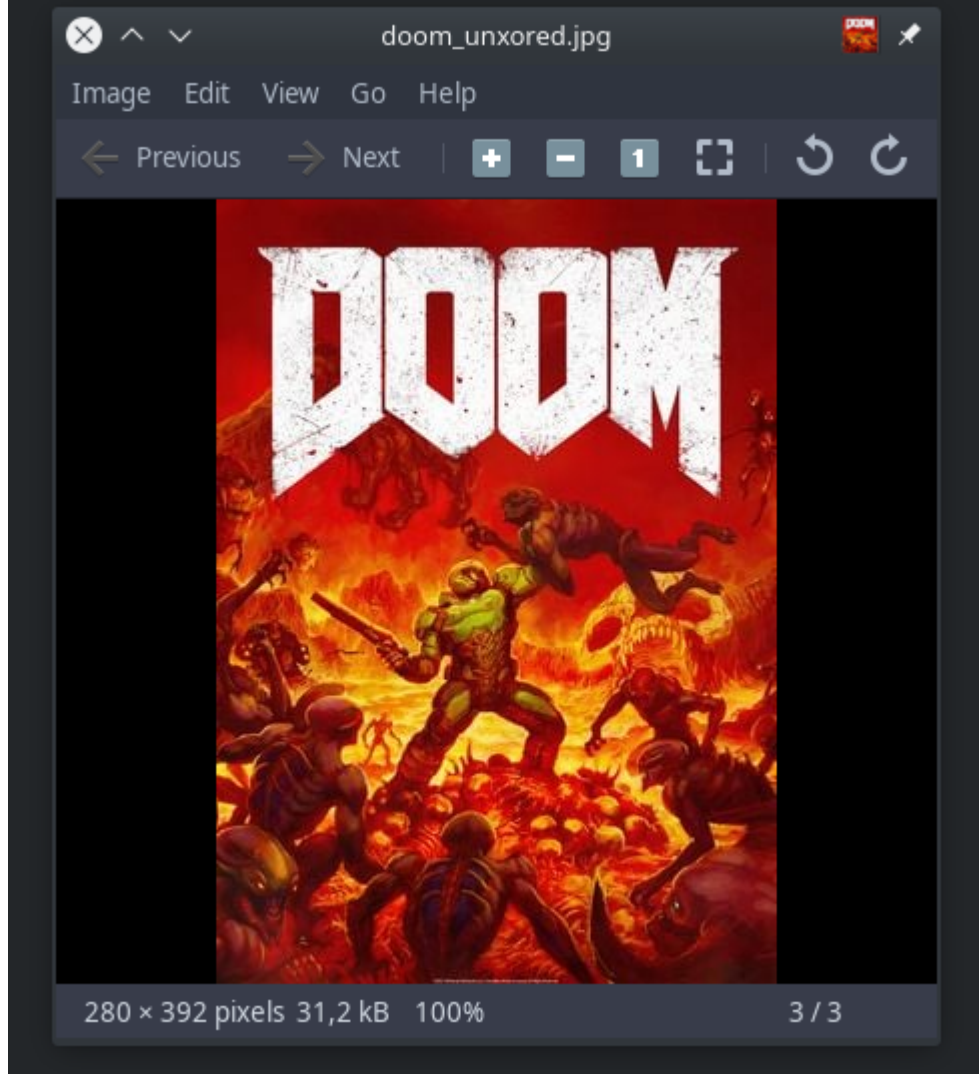 doom_unxored.jpg
Image Edit View Go Help
Previous Next 1
DOOM
280 × 392 pixels 31,2 kB 100% 3 / 3